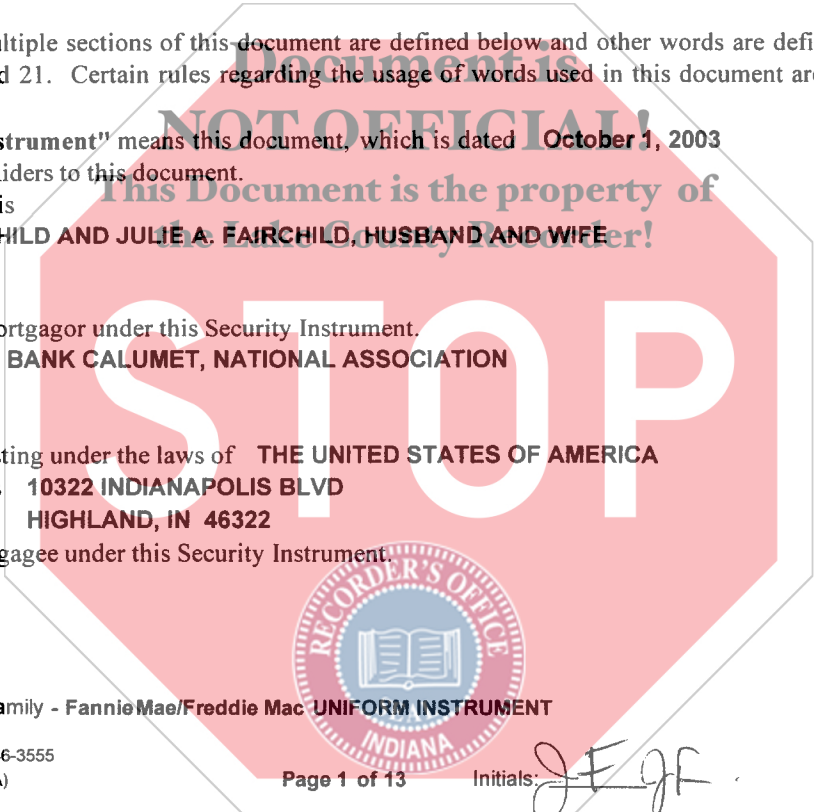 ultiple sections of this document are defined below and other words are defi
d 21. Certain rules regarding the usage of words used in this document are
Document is
NOT OFFICIAL!
strument" means this document, which is dated October 1, 2003
iders to this document.
This Document is the property of
is
the Lake County Recorder!
HILD AND JULIE A. FAIRCHILD, HUSBAND AND WIFE
ortgagor under this Security Instrument.
BANK CALUMET, NATIONAL ASSOCIATION
STOP
ting under the laws of THE UNITED STATES OF AMERICA
10322 INDIANAPOLIS BLVD
HIGHLAND, IN 46322
gagee under this Security Instrument.
RECORDER'S OFFICE
SEAL
INDIANA
amily - Fannie Mae/Freddie Mac UNIFORM INSTRUMENT
6-3555
A)
Page 1 of 13 Initials: JF JF